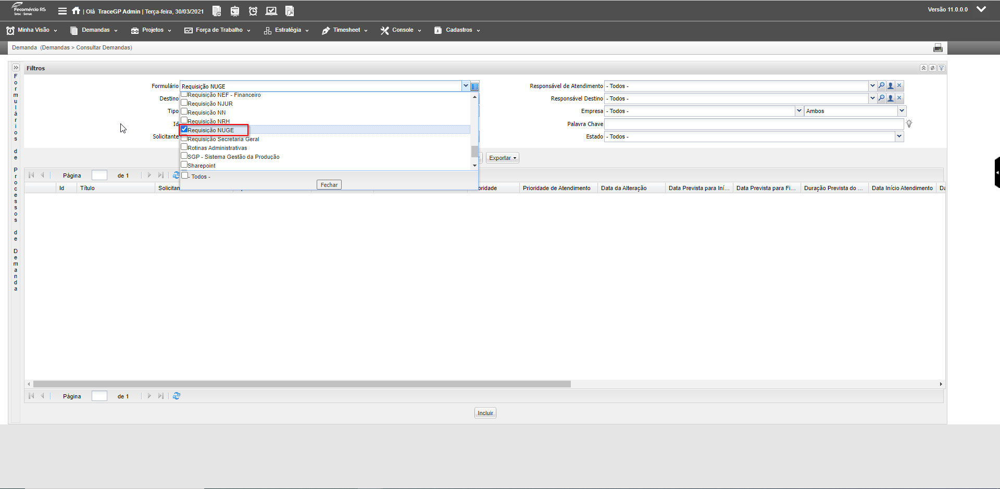 Fecomércio RS
Sesc Senac
| Olá TraceGP Admin | Terça-feira, 30/03/2021
Versão 11.0.0.0
Minha Visão
Demandas
Projetos
Força de Trabalho
Estratégia
Timesheet
Console
Cadastros
Demanda (Demandas > Consultar Demandas)
Formulários de Processos de Demanda
Filtros
Formulário
Requisição NUGE
Responsável de Atendimento
- Todos -
Destino
Responsável Destino
- Todos -
Tipo
Empresa
- Todos -
Ambos
Id
Palavra Chave
Solicitante
Estado
- Todos -
Requisição NEF - Financeiro
Requisição NJUR
Requisição NN
Requisição NRH
Requisição NUGE
Requisição Secretaria Geral
Rotinas Administrativas
SGP - Sistema Gestão da Produção
Sharepoint
- Todos -
Fechar
Exportar
Página
de 1
Id
Título
Solicitan
oridade
Prioridade de Atendimento
Data da Alteração
Data Prevista para Iní...
Data Prevista para Fi...
Duração Prevista do ...
Data Início Atendimento
Da
Página
de 1
Incluir